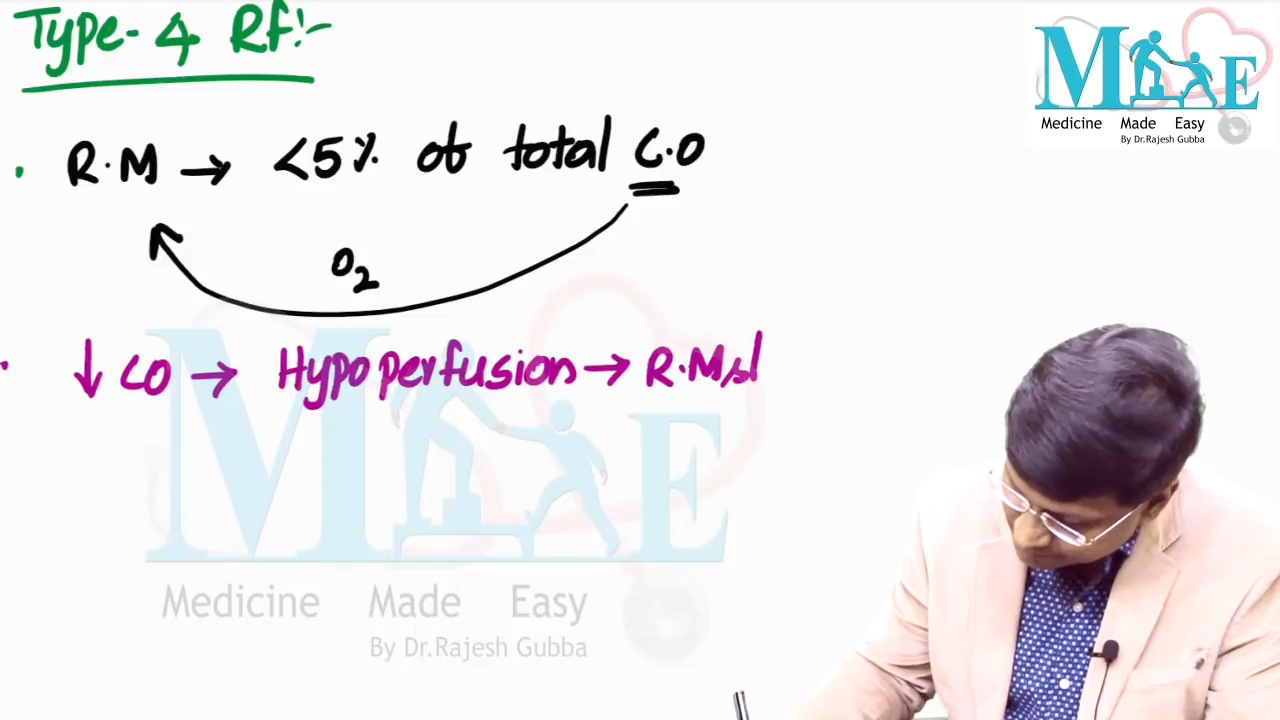 Type- 4 Rf:-
M E
Medicine Made Easy
By Dr.Rajesh Gubba
• R.M → <5% of total C.O
O2
• ↓ CO → Hypoperfusion → R.M
M E
Medicine Made Easy
By Dr.Rajesh Gubba